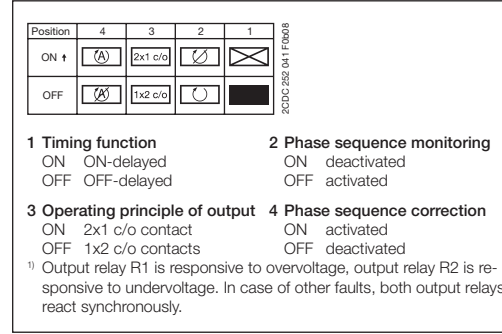 Position 4 3 2 1
ON ↑ (A) 2x1 c/o
OFF (A) 1x2 c/o
2CDC 252 041 F0b08
1 Timing function
ON ON-delayed
OFF OFF-delayed
2 Phase sequence monitoring
ON deactivated
OFF activated
3 Operating principle of output
ON 2x1 c/o contact
OFF 1x2 c/o contacts
4 Phase sequence correction
ON activated
OFF deactivated
1) Output relay R1 is responsive to overvoltage, output relay R2 is re-
sponsive to undervoltage. In case of other faults, both output relays
react synchronously.